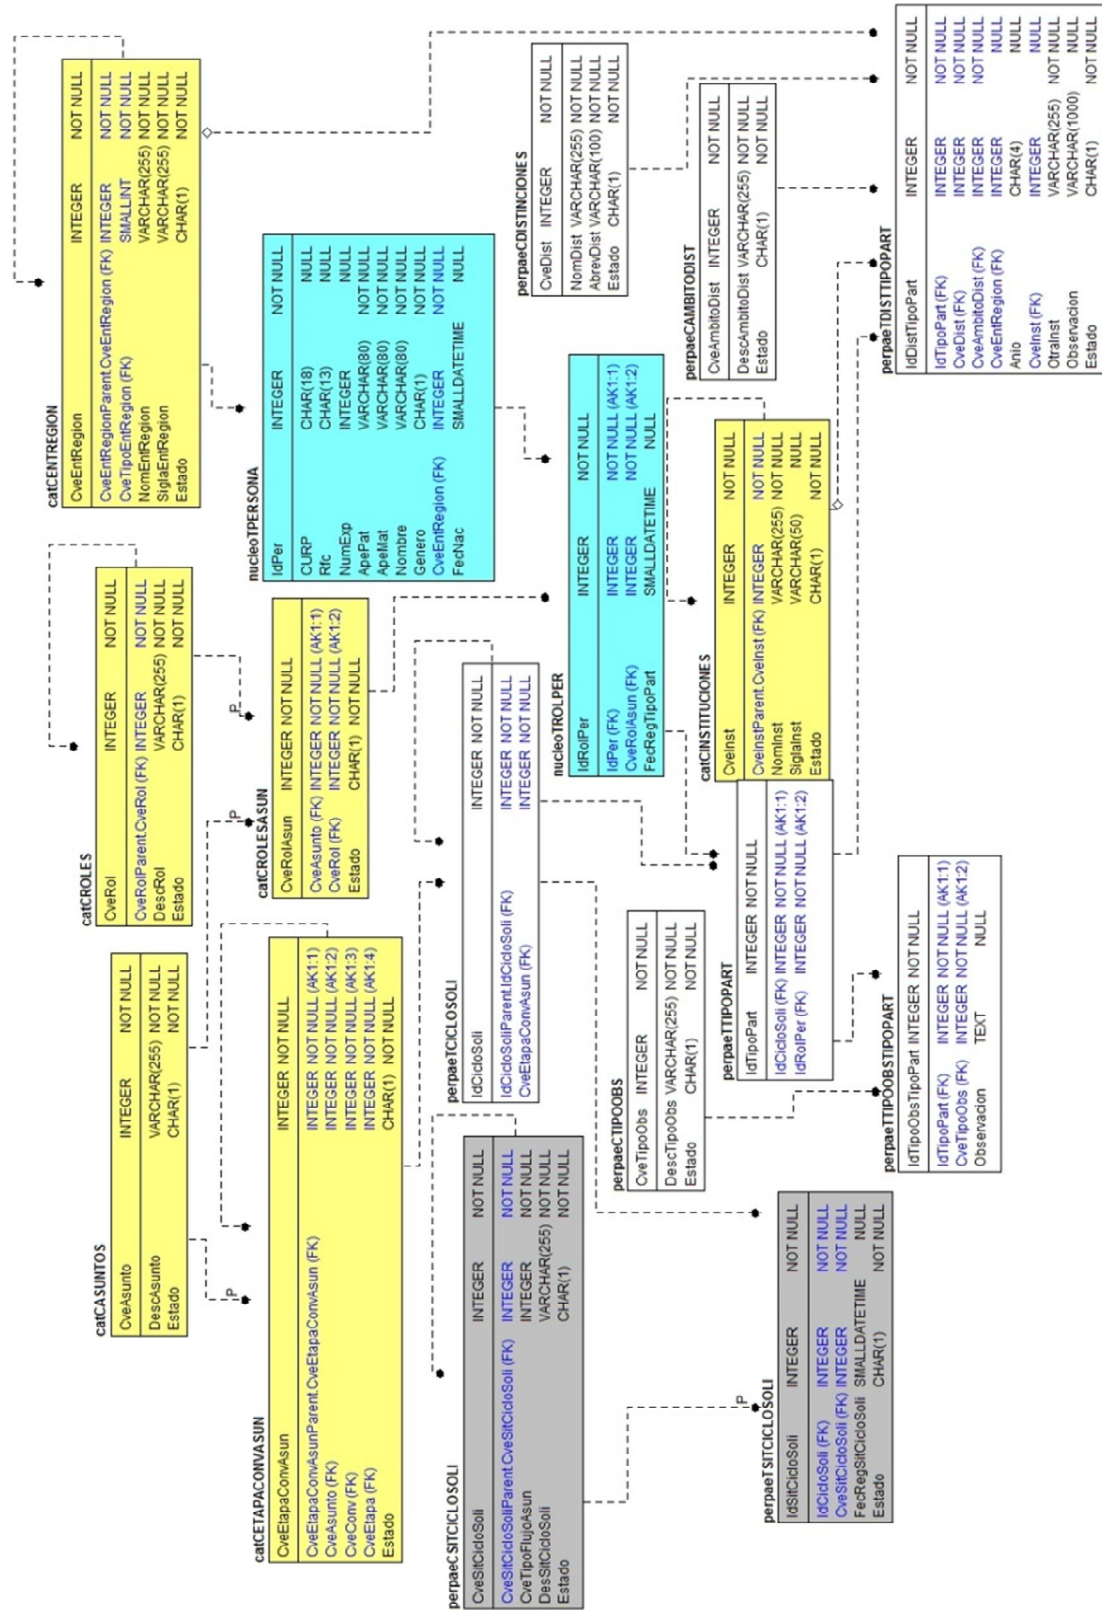 catCASUNTOS
CveAsunto INTEGER NOT NULL
DescAsunto VARCHAR(255) NOT NULL
Estado CHAR(1) NOT NULL
catCROLES
CveRol INTEGER NOT NULL
CveRolParent.CveRol (FK) INTEGER NOT NULL
DescRol VARCHAR(255) NOT NULL
Estado CHAR(1) NOT NULL
catCENTREGION
CveEntRegion INTEGER NOT NULL
CveEntRegionParent.CveEntRegion (FK) INTEGER NOT NULL
CveTipoEntRegion (FK) SMALLINT NOT NULL
NomEntRegion VARCHAR(255) NOT NULL
SiglaEntRegion VARCHAR(255) NOT NULL
Estado CHAR(1) NOT NULL
P
P
P
catCETAPACONVASUN
CveEtapaConvAsun INTEGER NOT NULL
CveEtapaConvAsunParent.CveEtapaConvAsun (FK) INTEGER NOT NULL (AK1:1)
CveAsunto (FK) INTEGER NOT NULL (AK1:2)
CveConv (FK) INTEGER NOT NULL (AK1:3)
CveEtapa (FK) INTEGER NOT NULL (AK1:4)
Estado CHAR(1) NOT NULL
catCROLESASUN
CveRolAsun INTEGER NOT NULL
CveAsunto (FK) INTEGER NOT NULL (AK1:1)
CveRol (FK) INTEGER NOT NULL (AK1:2)
Estado CHAR(1) NOT NULL
nucleoTPERSONA
IdPer INTEGER NOT NULL
CURP CHAR(18) NULL
Rfc CHAR(13) NULL
NumExp INTEGER NULL
ApePat VARCHAR(80) NOT NULL
ApeMat VARCHAR(80) NOT NULL
Nombre VARCHAR(80) NOT NULL
Genero CHAR(1) NOT NULL
CveEntRegion (FK) INTEGER NOT NULL
FecNac SMALLDATETIME NULL
perpaeCSITCICLOSOLI
CveSitCicloSoli INTEGER NOT NULL
CveSitCicloSoliParent.CveSitCicloSoli (FK) INTEGER NOT NULL
CveTipoFlujoAsun INTEGER NOT NULL
DesSitCicloSoli VARCHAR(255) NOT NULL
Estado CHAR(1) NOT NULL
perpaeTCICLOSOLI
IdCicloSoli INTEGER NOT NULL
IdCicloSoliParent.IdCicloSoli (FK) INTEGER NOT NULL
CveEtapaConvAsun (FK) INTEGER NOT NULL
nucleoTROLPER
IdRolPer INTEGER NOT NULL
IdPer (FK) INTEGER NOT NULL (AK1:1)
CveRolAsun (FK) INTEGER NOT NULL (AK1:2)
FecRegTipoPart SMALLDATETIME NULL
perpaeCDISTINCIONES
CveDist INTEGER NOT NULL
NomDist VARCHAR(255) NOT NULL
AbrevDist VARCHAR(100) NOT NULL
Estado CHAR(1) NOT NULL
perpaeCTIPOOBS
CveTipoObs INTEGER NOT NULL
DescTipoObs VARCHAR(255) NOT NULL
Estado CHAR(1) NOT NULL
perpaeCAMBITODIST
CveAmbitoDist INTEGER NOT NULL
DescAmbitoDist VARCHAR(255) NOT NULL
Estado CHAR(1) NOT NULL
catCINSTITUCIONES
CveInst INTEGER NOT NULL
CveInstParent.CveInst (FK) INTEGER NOT NULL
NomInst VARCHAR(255) NOT NULL
SiglaInst VARCHAR(50) NULL
Estado CHAR(1) NOT NULL
perpaeTTIPOPART
IdTipoPart INTEGER NOT NULL
IdCicloSoli (FK) INTEGER NOT NULL (AK1:1)
IdRolPer (FK) INTEGER NOT NULL (AK1:2)
P
perpaeTSITCICLOSOLI
IdSitCicloSoli INTEGER NOT NULL
IdCicloSoli (FK) INTEGER NOT NULL
CveSitCicloSoli (FK) INTEGER NOT NULL
FecRegSitCicloSoli SMALLDATETIME NULL
Estado CHAR(1) NOT NULL
perpaeTTIPOOBSTIPOPART
IdTipoObsTipoPart INTEGER NOT NULL
IdTipoPart (FK) INTEGER NOT NULL (AK1:1)
CveTipoObs (FK) INTEGER NOT NULL (AK1:2)
Observacion TEXT NULL
perpaeTDISTTIPOPART
IdDistTipoPart INTEGER NOT NULL
IdTipoPart (FK) INTEGER NOT NULL
CveDist (FK) INTEGER NOT NULL
CveAmbitoDist (FK) INTEGER NOT NULL
CveEntRegion (FK) INTEGER NULL
Anio CHAR(4) NULL
CveInst (FK) INTEGER NULL
OtraInst VARCHAR(255) NOT NULL
Observacion VARCHAR(1000) NULL
Estado CHAR(1) NOT NULL